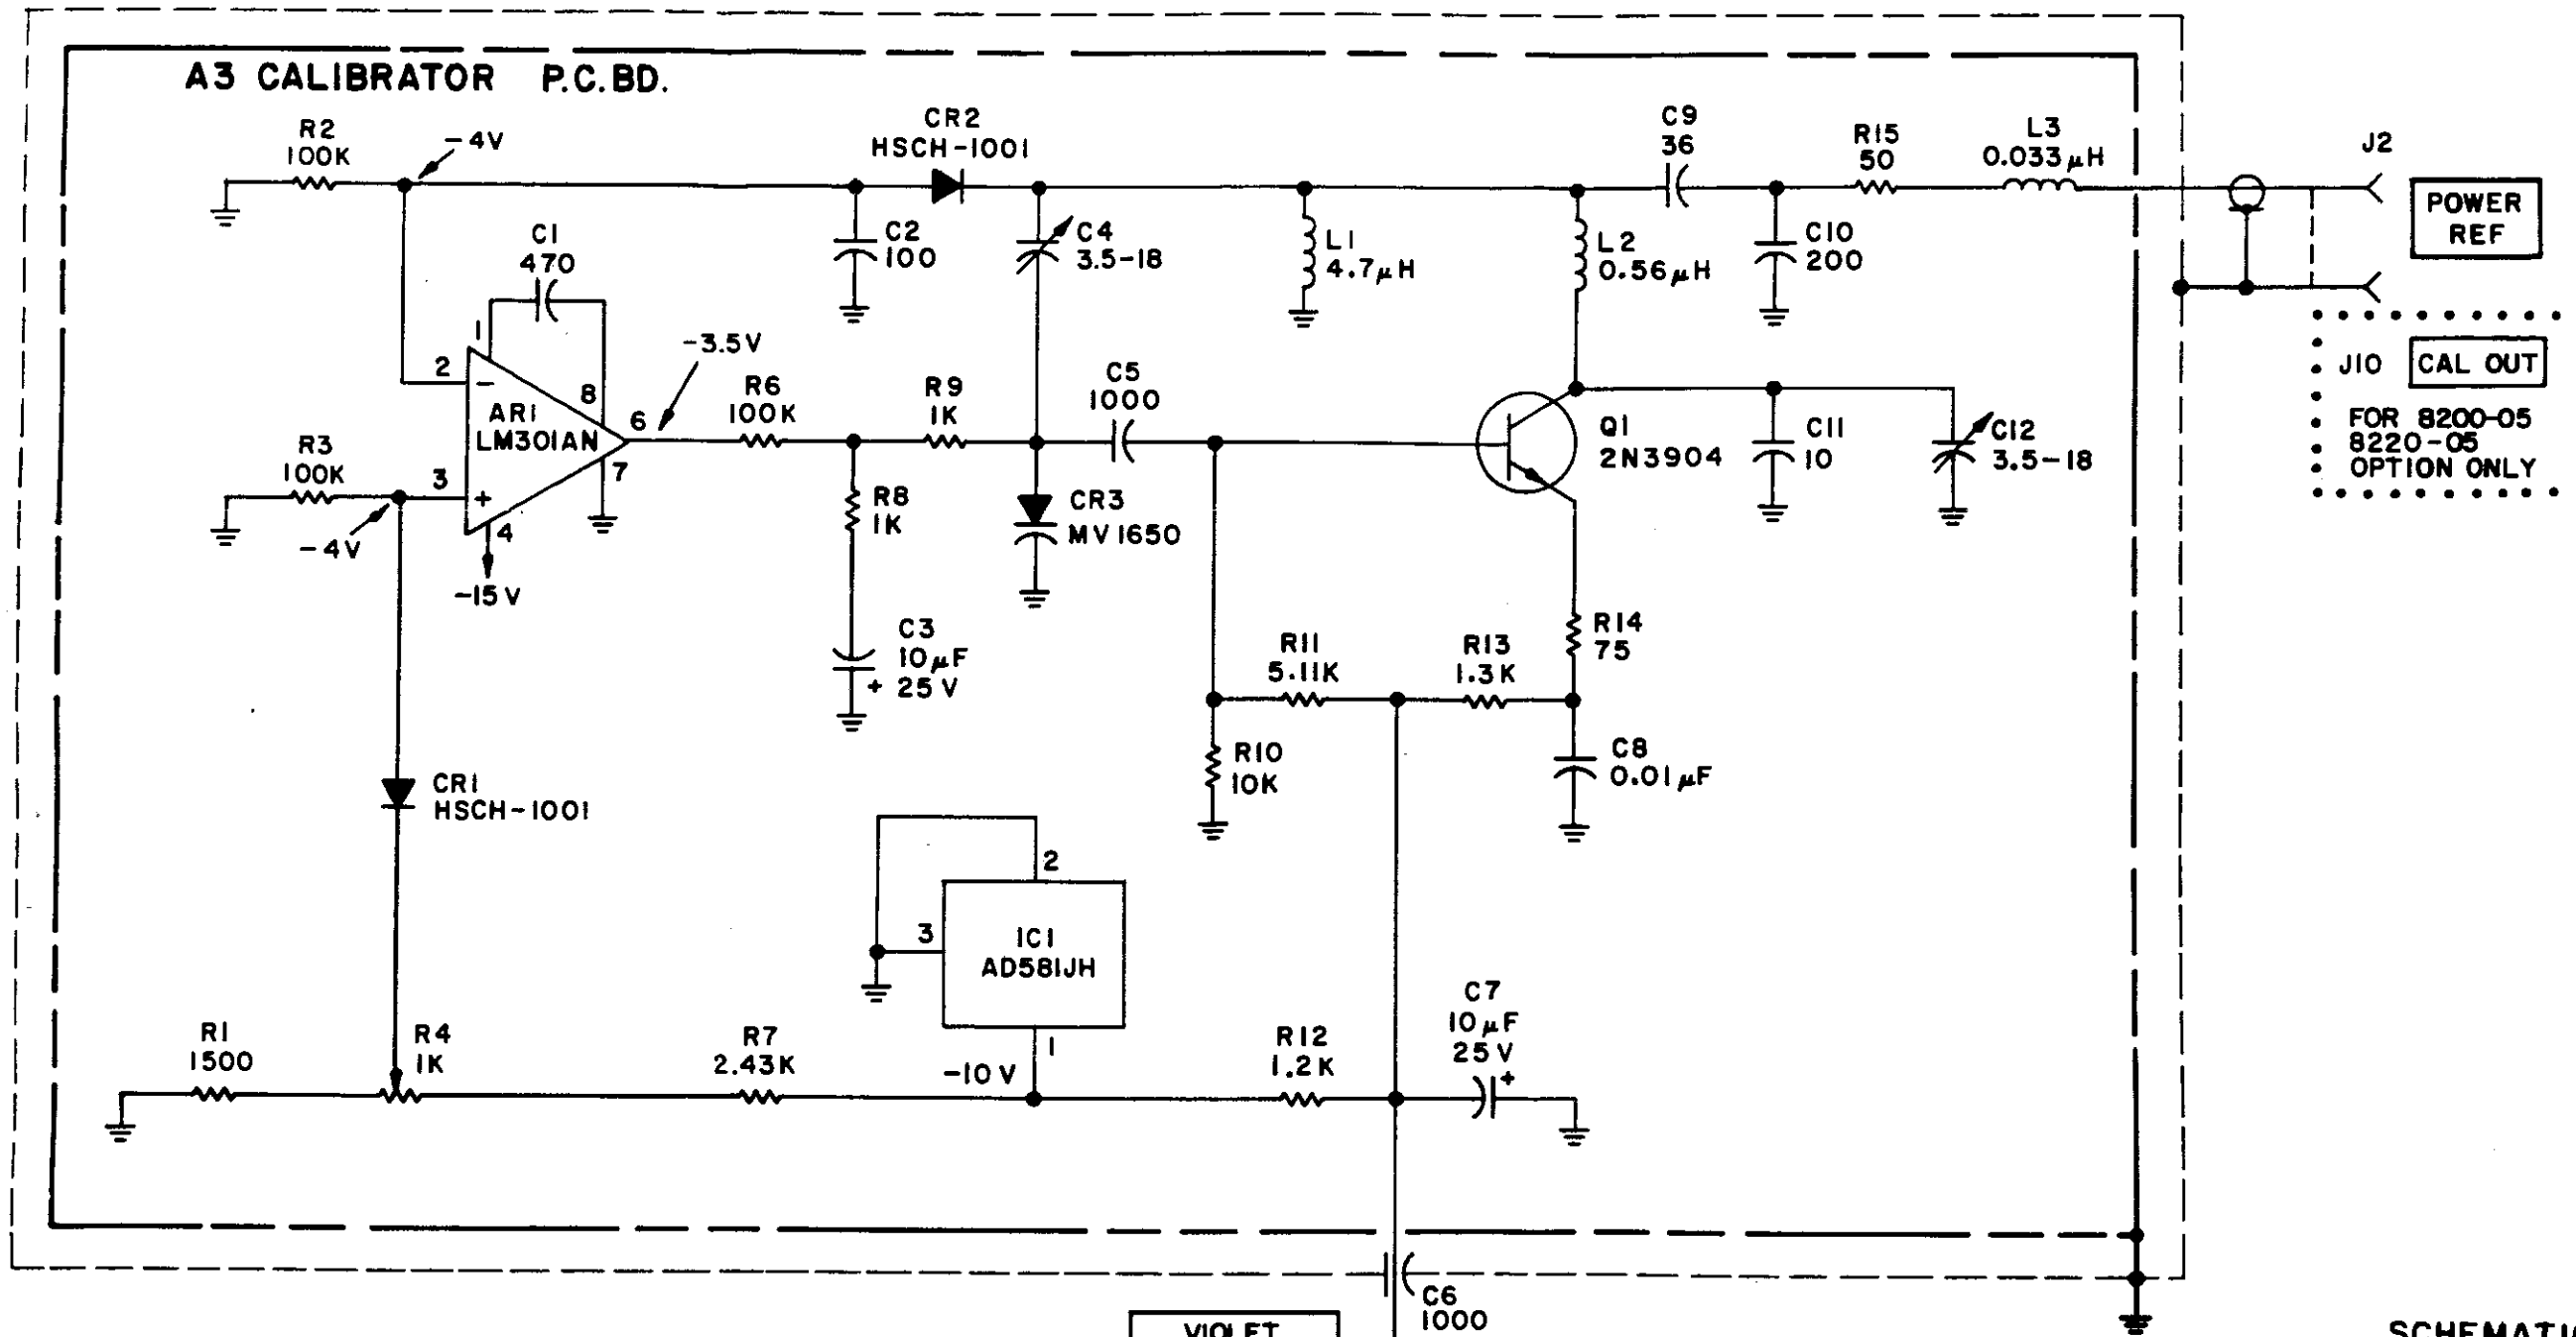 A3 CALIBRATOR P.C.BD.
R2
100K
-4V
CR2
HSCH-1001
C9
36
R15
50
L3
0.033μH
J2
POWER
REF
C1
470
C2
100
C4
3.5-18
L1
4.7μH
L2
0.56μH
C10
200
1
2
-
8
AR1
LM301AN
6
-3.5V
R6
100K
R9
1K
C5
1000
J10
CAL OUT
FOR 8200-05
8220-05
OPTION ONLY
R3
100K
3
+
7
4
-4V
-15V
R8
1K
CR3
MV1650
Q1
2N3904
C11
10
C12
3.5-18
C3
10μF
+ 25V
R11
5.11K
R13
1.3K
R14
75
CR1
HSCH-1001
R10
10K
C8
0.01μF
2
3
IC1
AD581JH
1
R1
1500
R4
1K
R7
2.43K
-10V
R12
1.2K
C7
10μF
25V
+
C6
1000
VIOLET
SCHEMATI